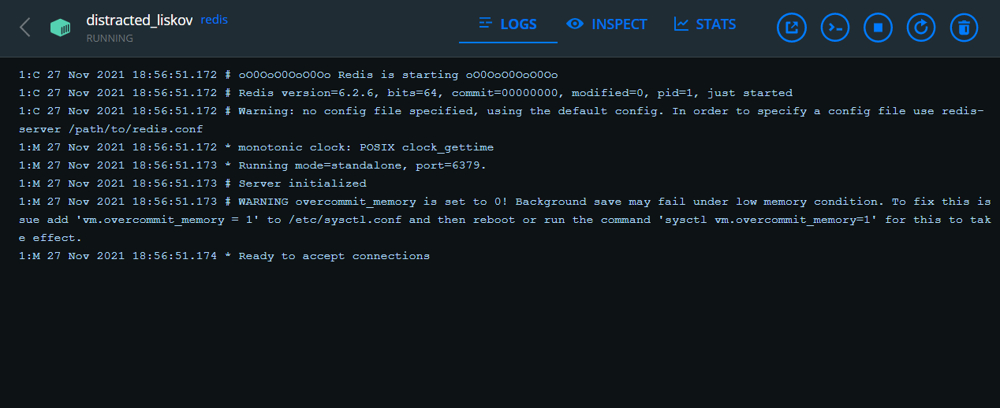 distracted_liskov redis
RUNNING
LOGS INSPECT STATS
1:C 27 Nov 2021 18:56:51.172 # oO0OoO0OoO0Oo Redis is starting oO0OoO0OoO0Oo
1:C 27 Nov 2021 18:56:51.172 # Redis version=6.2.6, bits=64, commit=00000000, modified=0, pid=1, just started
1:C 27 Nov 2021 18:56:51.172 # Warning: no config file specified, using the default config. In order to specify a config file use redis-
server /path/to/redis.conf
1:M 27 Nov 2021 18:56:51.172 * monotonic clock: POSIX clock_gettime
1:M 27 Nov 2021 18:56:51.173 * Running mode=standalone, port=6379.
1:M 27 Nov 2021 18:56:51.173 # Server initialized
1:M 27 Nov 2021 18:56:51.173 # WARNING overcommit_memory is set to 0! Background save may fail under low memory condition. To fix this is
sue add 'vm.overcommit_memory = 1' to /etc/sysctl.conf and then reboot or run the command 'sysctl vm.overcommit_memory=1' for this to tak
e effect.
1:M 27 Nov 2021 18:56:51.174 * Ready to accept connections